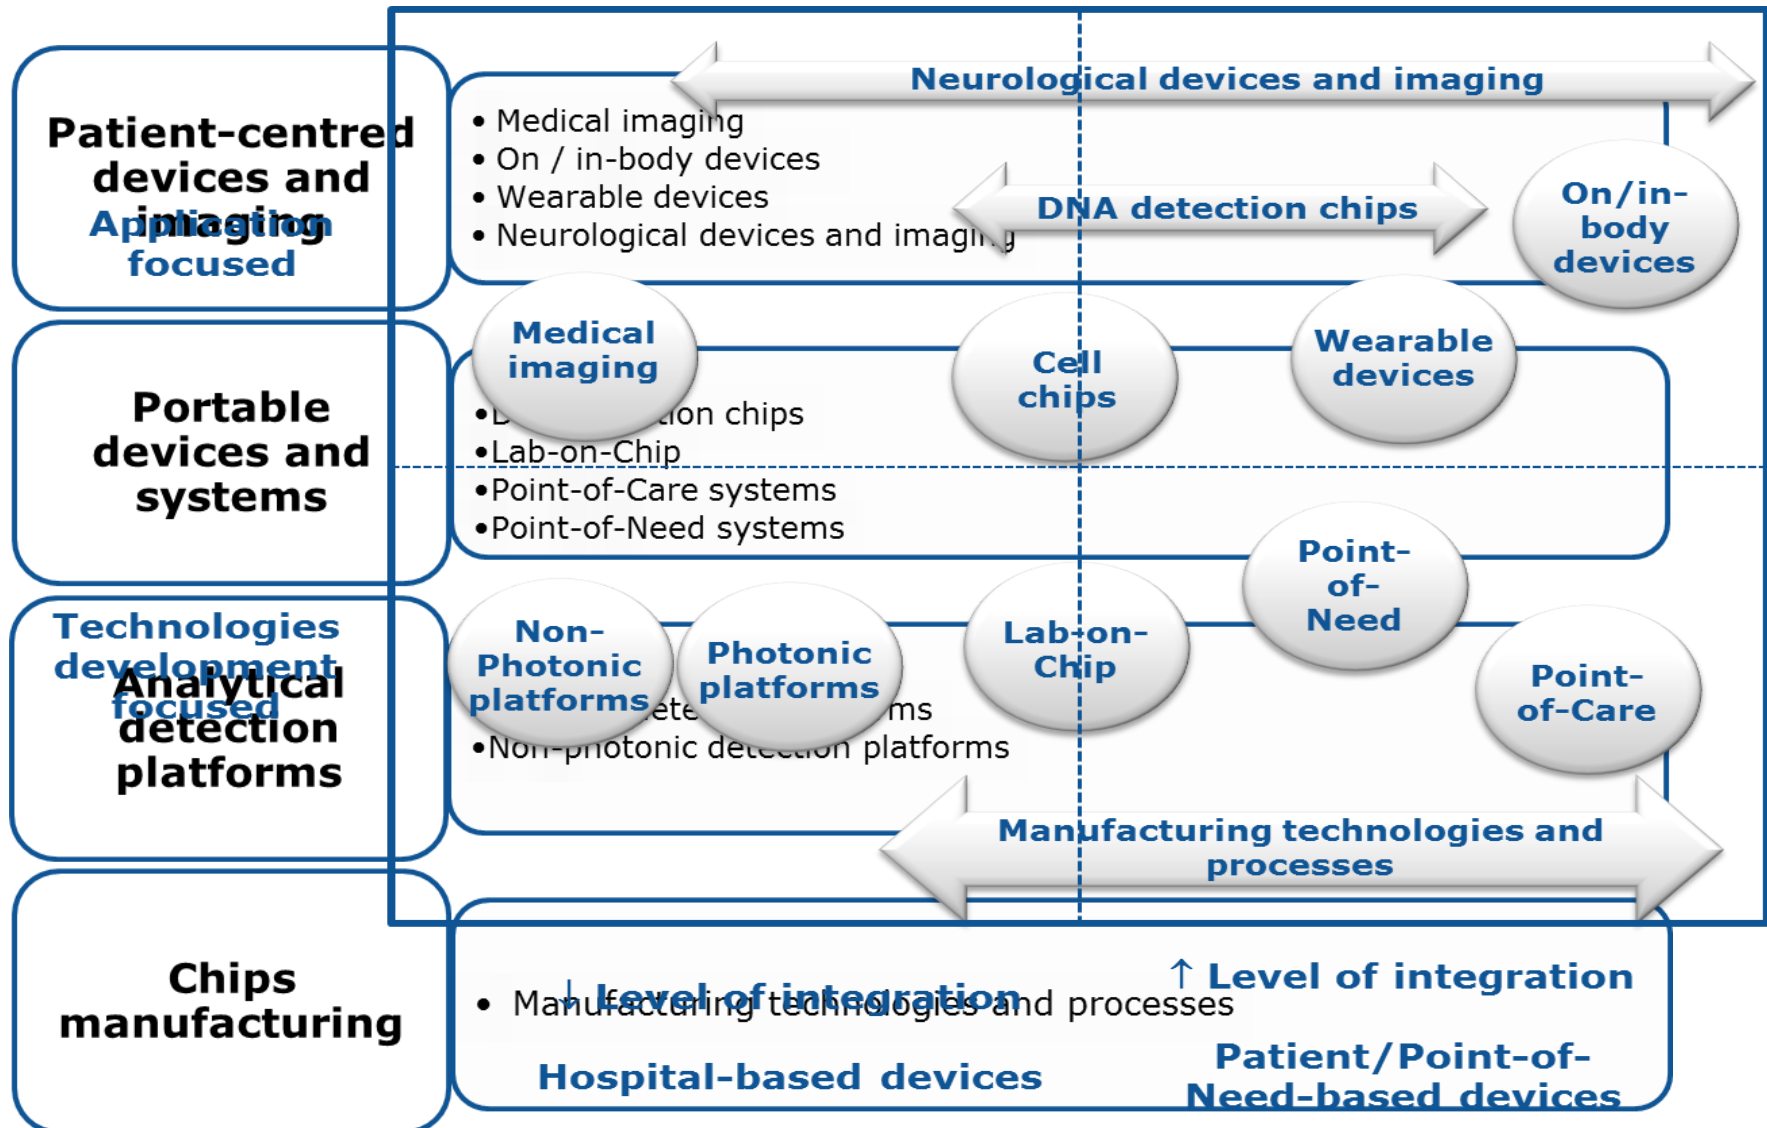 Neurological devices and imaging
Patient-centred
devices and
imaging
Application
focused
• Medical imaging
• On / in-body devices
• Wearable devices
• Neurological devices and imaging
DNA detection chips
On/in-
body
devices
Medical
imaging
Cell
chips
Wearable
devices
Portable
devices and
systems
chips
•Lab-on-Chip
•Point-of-Care systems
•Point-of-Need systems
Point-
of-
Need
Technologies
development
focused
Analytical
detection
platforms
Non-
Photonic
platforms
Photonic
platforms
Lab-on-
Chip
Point-
of-Care
•Non-photonic detection platforms
Manufacturing technologies and
processes
Chips
manufacturing
• Manufacturing technologies and processes
↓ Level of integration
↑ Level of integration
Hospital-based devices
Patient/Point-of-
Need-based devices